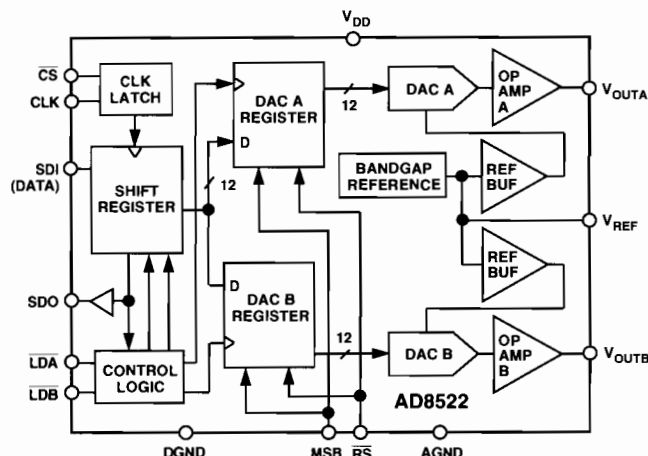 VDD
CS
CLK
CLK
LATCH
SDI
(DATA)
SHIFT
REGISTER
SDO
LDA
LDB
CONTROL
LOGIC
DAC A
REGISTER
D
12
12
DAC A
OP
AMP
A
VOUTA
BANDGAP
REFERENCE
REF
BUF
VREF
REF
BUF
D
DAC B
REGISTER
12
DAC B
OP
AMP
B
VOUTB
AD8522
DGND
MSB
RS
AGND